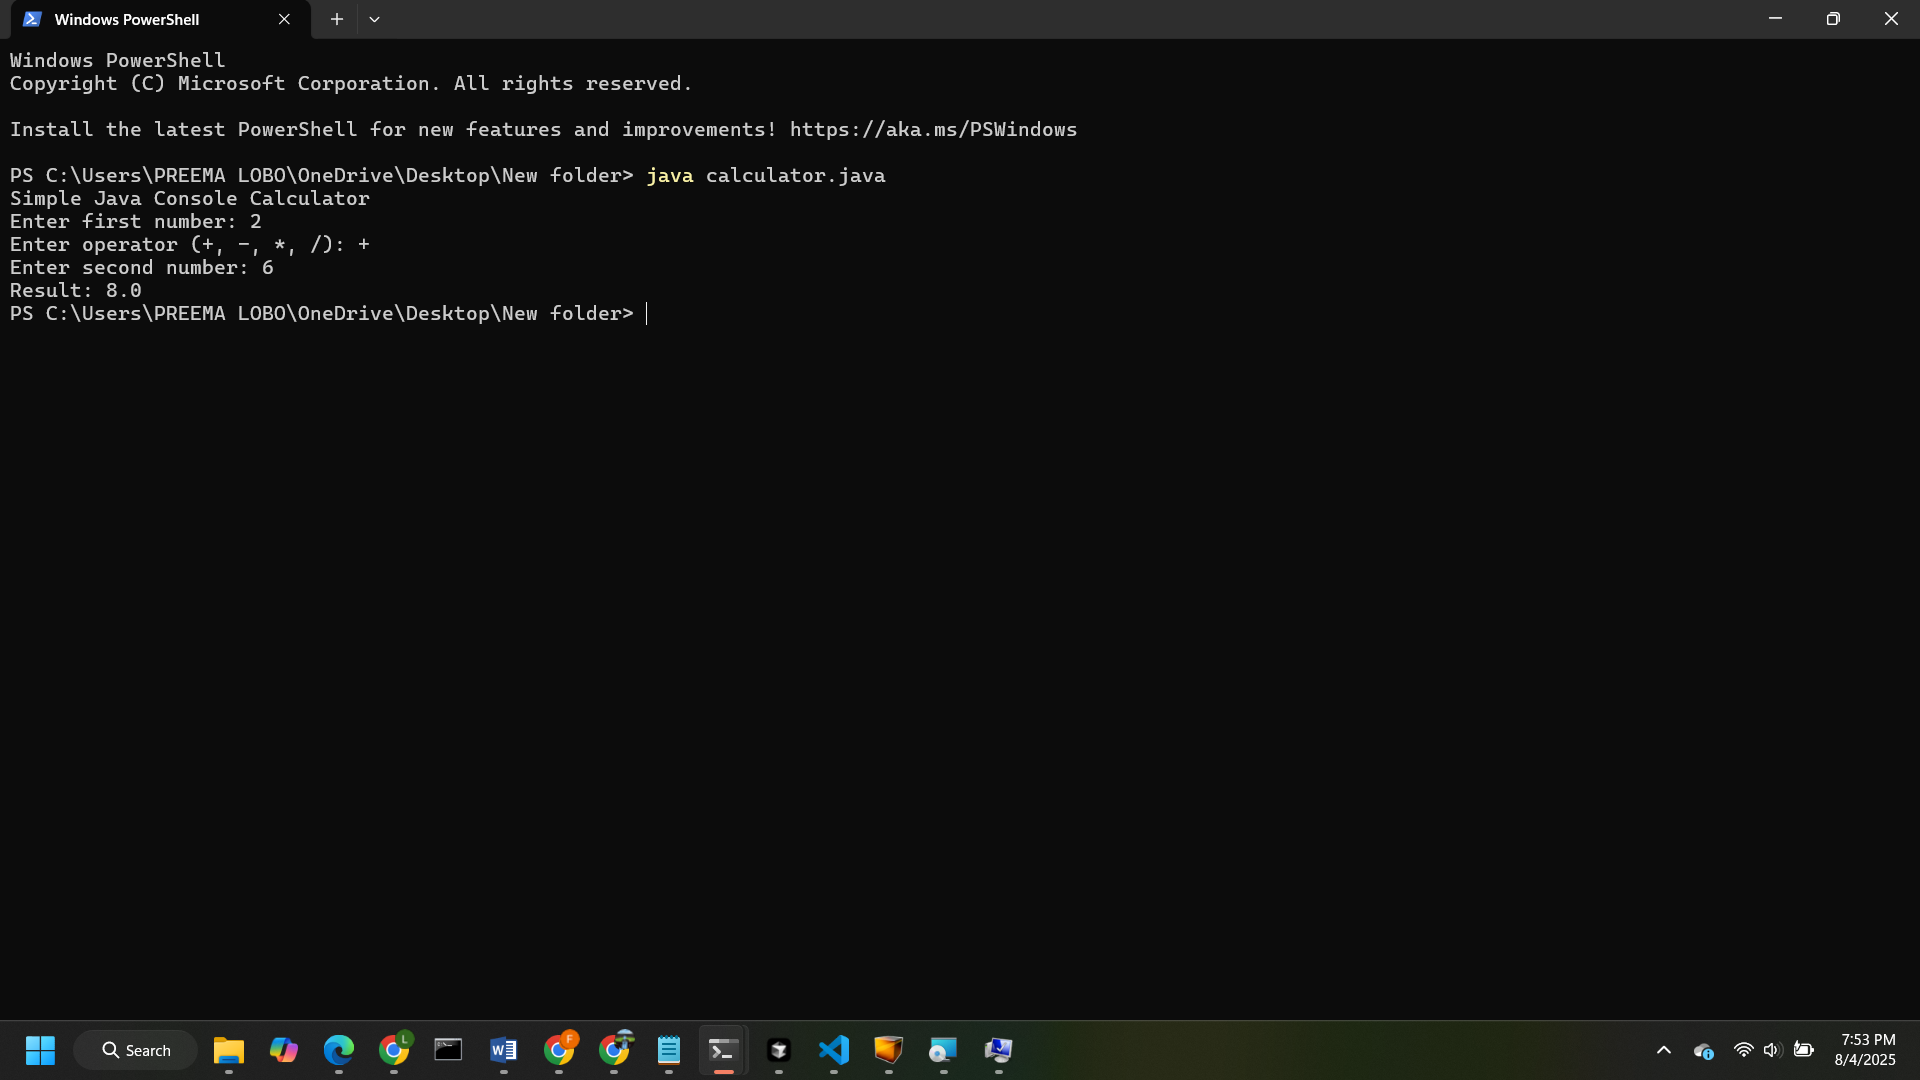 Windows PowerShell
Windows PowerShell
Copyright (C) Microsoft Corporation. All rights reserved.
Install the latest PowerShell for new features and improvements! https://aka.ms/PSWindows
PS C:\Users\PREEMA LOBO\OneDrive\Desktop\New folder> java calculator.java
Simple Java Console Calculator
Enter first number: 2
Enter operator (+, -, *, /): +
Enter second number: 6
Result: 8.0
PS C:\Users\PREEMA LOBO\OneDrive\Desktop\New folder>
Search
L
W
F
7:53 PM
8/4/2025